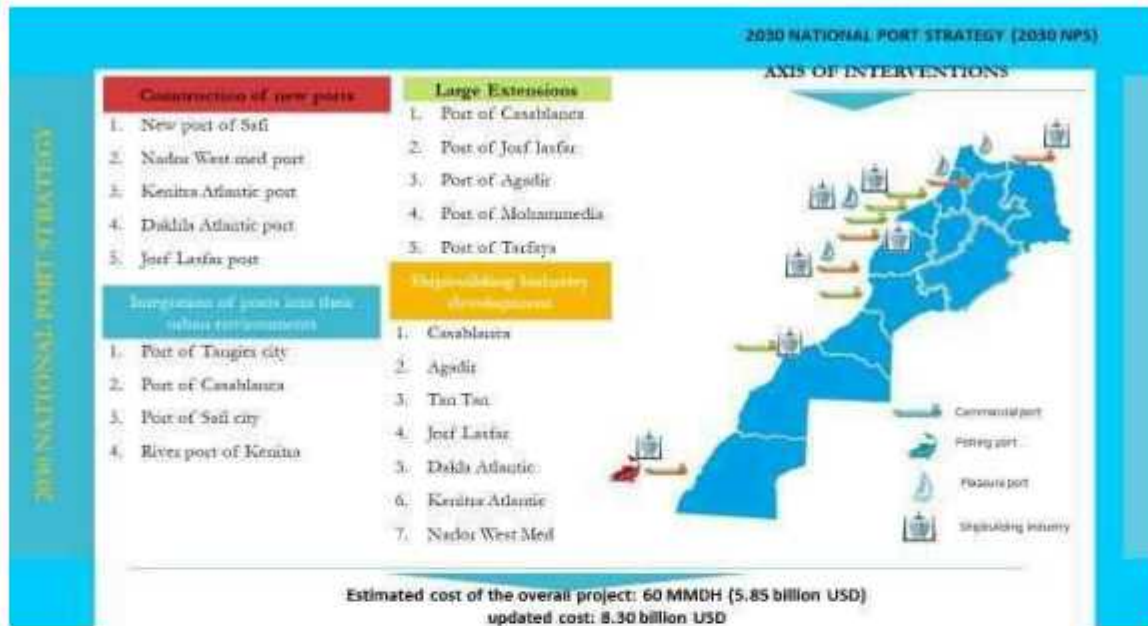 2030 NATIONAL PORT STRATEGY (2030 NPS)
AXIS OF INTERVENTIONS
2030 NATIONAL PORT STRATEGY
Construction of new ports
1. New port of Safi
2. Nador West med port
3. Kenitra Atlantic port
4. Dakhla Atlantic port
5. Jorf Lasfar port
Large Extensions
1. Port of Casablanca
2. Port of Jorf lasfar
3. Port of Agadir
4. Port of Mohammedia
5. Port of Tarfaya
Integration of ports into their
urban environments
1. Port of Tangier city
2. Port of Casablanca
3. Port of Safi city
4. River port of Kenitra
Shipbuilding Industry
development
1. Casablanca
2. Agadir
3. Tan Tan
4. Jorf Lasfar
5. Dakla Atlantic
6. Kenitra Atlantic
7. Nador West Med
Commercial port
Fishing port
Pleasure port
Shipbuilding industry
Estimated cost of the overall project: 60 MMDH (5.85 billion USD)
updated cost: 8.30 billion USD